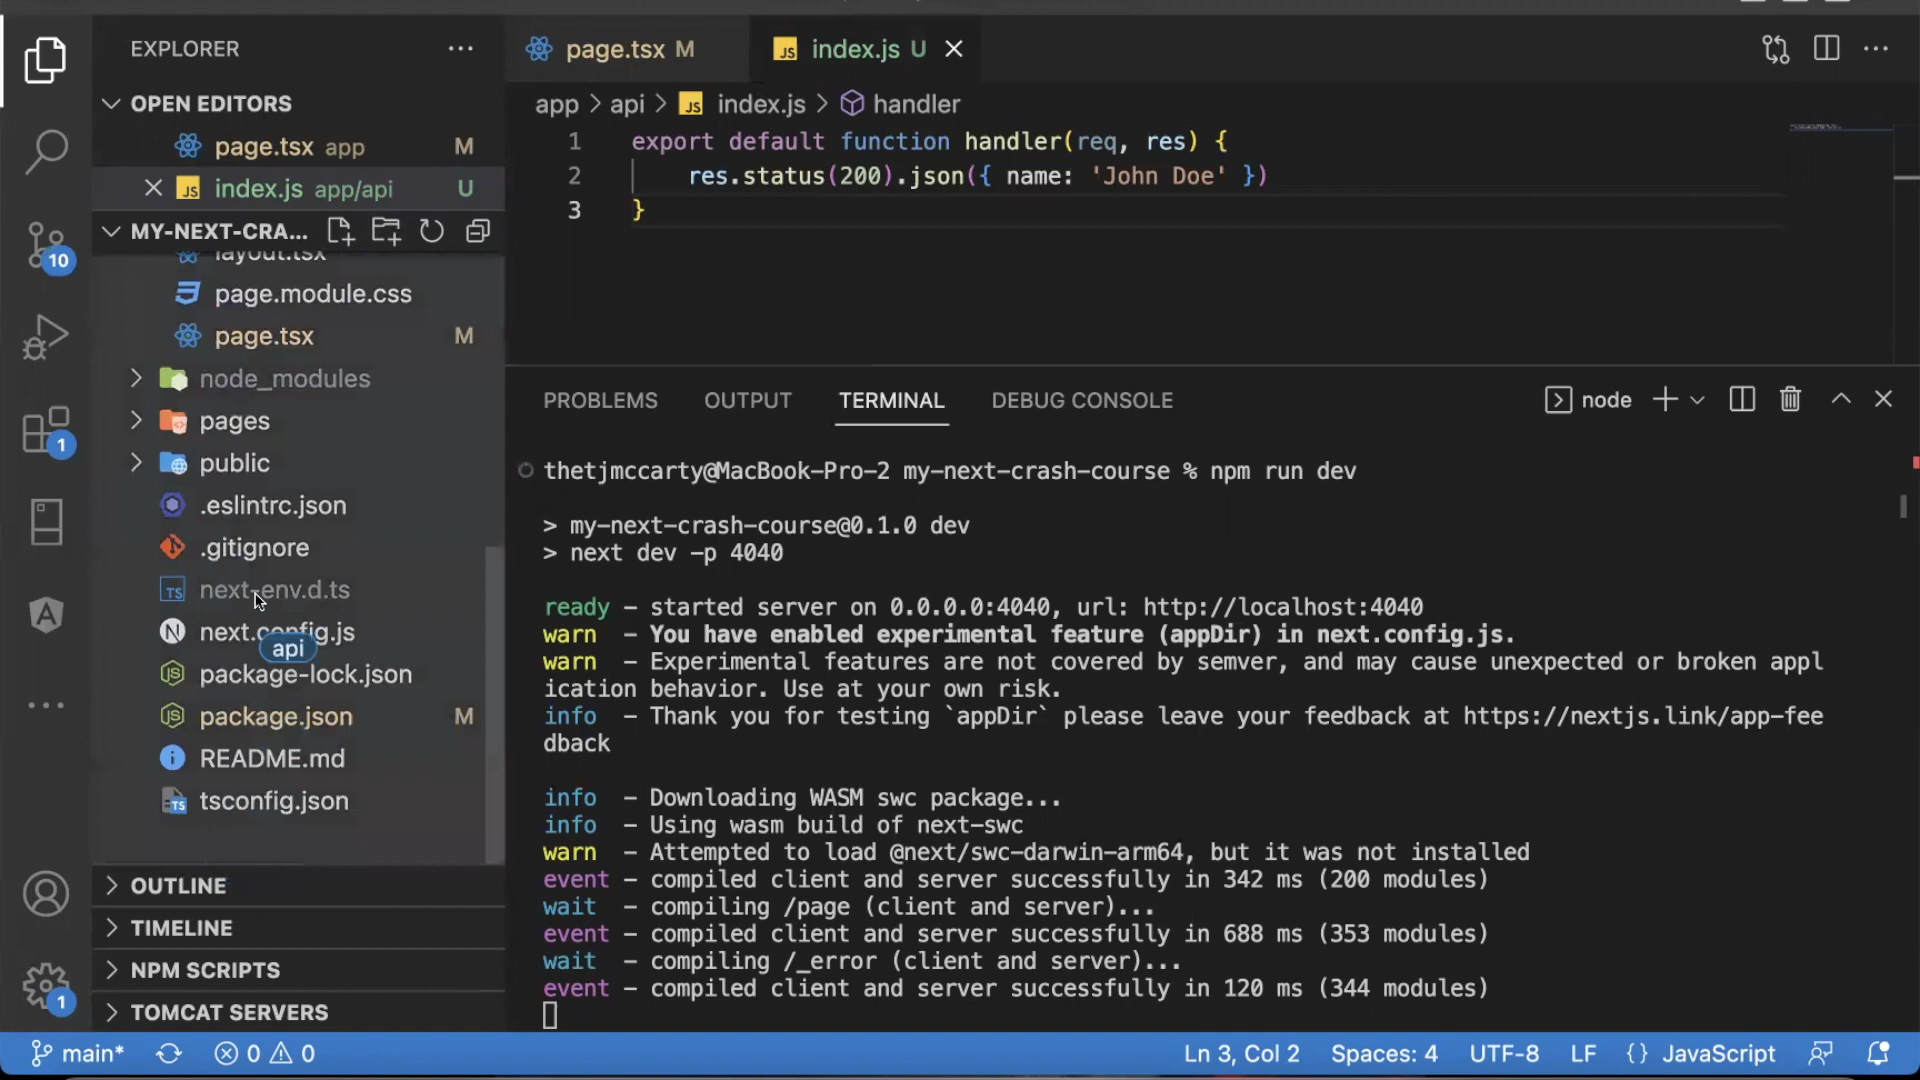 EXPLORER
OPEN EDITORS
page.tsx app M
index.js app/api U
MY-NEXT-CRA...
layout.tsx
page.module.css
page.tsx M
node_modules
pages
public
.eslintrc.json
.gitignore
next-env.d.ts
next.config.js
api
package-lock.json
package.json M
README.md
tsconfig.json
OUTLINE
TIMELINE
NPM SCRIPTS
TOMCAT SERVERS
10
1
1
page.tsx M
index.js U
app > api > JS index.js > handler
1 export default function handler(req, res) {
2 res.status(200).json({ name: 'John Doe' })
3 }
PROBLEMS OUTPUT TERMINAL DEBUG CONSOLE
node
thetjmccarty@MacBook-Pro-2 my-next-crash-course % npm run dev
> my-next-crash-course@0.1.0 dev
> next dev -p 4040
ready - started server on 0.0.0.0:4040, url: http://localhost:4040
warn - You have enabled experimental feature (appDir) in next.config.js.
warn - Experimental features are not covered by semver, and may cause unexpected or broken appl
ication behavior. Use at your own risk.
info - Thank you for testing `appDir` please leave your feedback at https://nextjs.link/app-fee
dback
info - Downloading WASM swc package...
info - Using wasm build of next-swc
warn - Attempted to load @next/swc-darwin-arm64, but it was not installed
event - compiled client and server successfully in 342 ms (200 modules)
wait - compiling /page (client and server)...
event - compiled client and server successfully in 688 ms (353 modules)
wait - compiling /_error (client and server)...
event - compiled client and server successfully in 120 ms (344 modules)
main* 0 0 Ln 3, Col 2 Spaces: 4 UTF-8 LF {} JavaScript